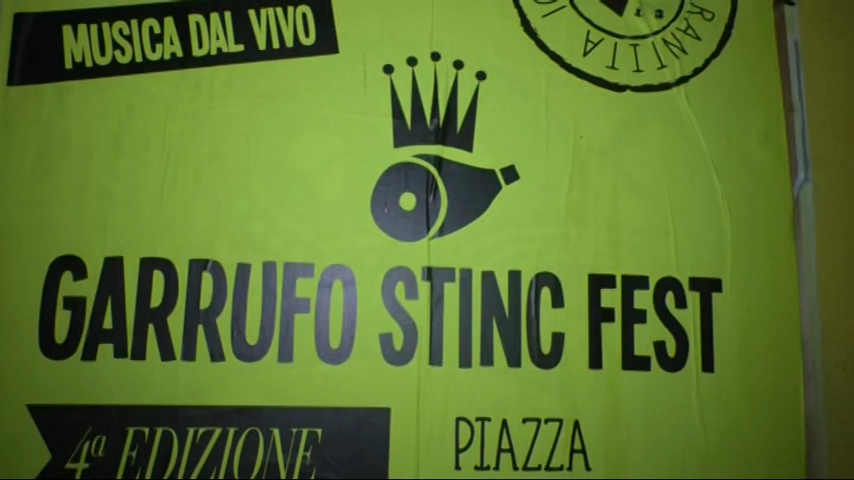 MUSICA DAL VIVO
GARRUFO STINC FEST
4ª EDIZIONE
PIAZZA